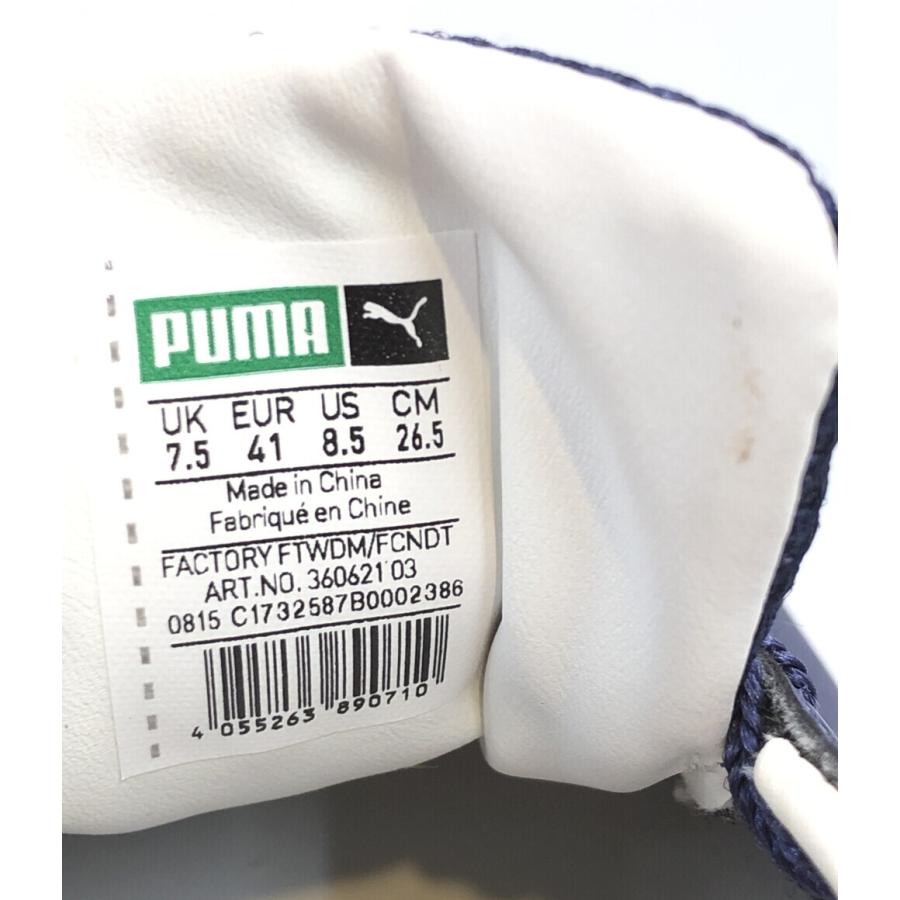 PUMA
UK EUR US CM
7.5 41 8.5 26.5
Made in China
Fabriqué en Chine
FACTORY FTWDM/FCNDT
ART.NO. 360621 03
0815 C1732587B0002386
4 055263 890710